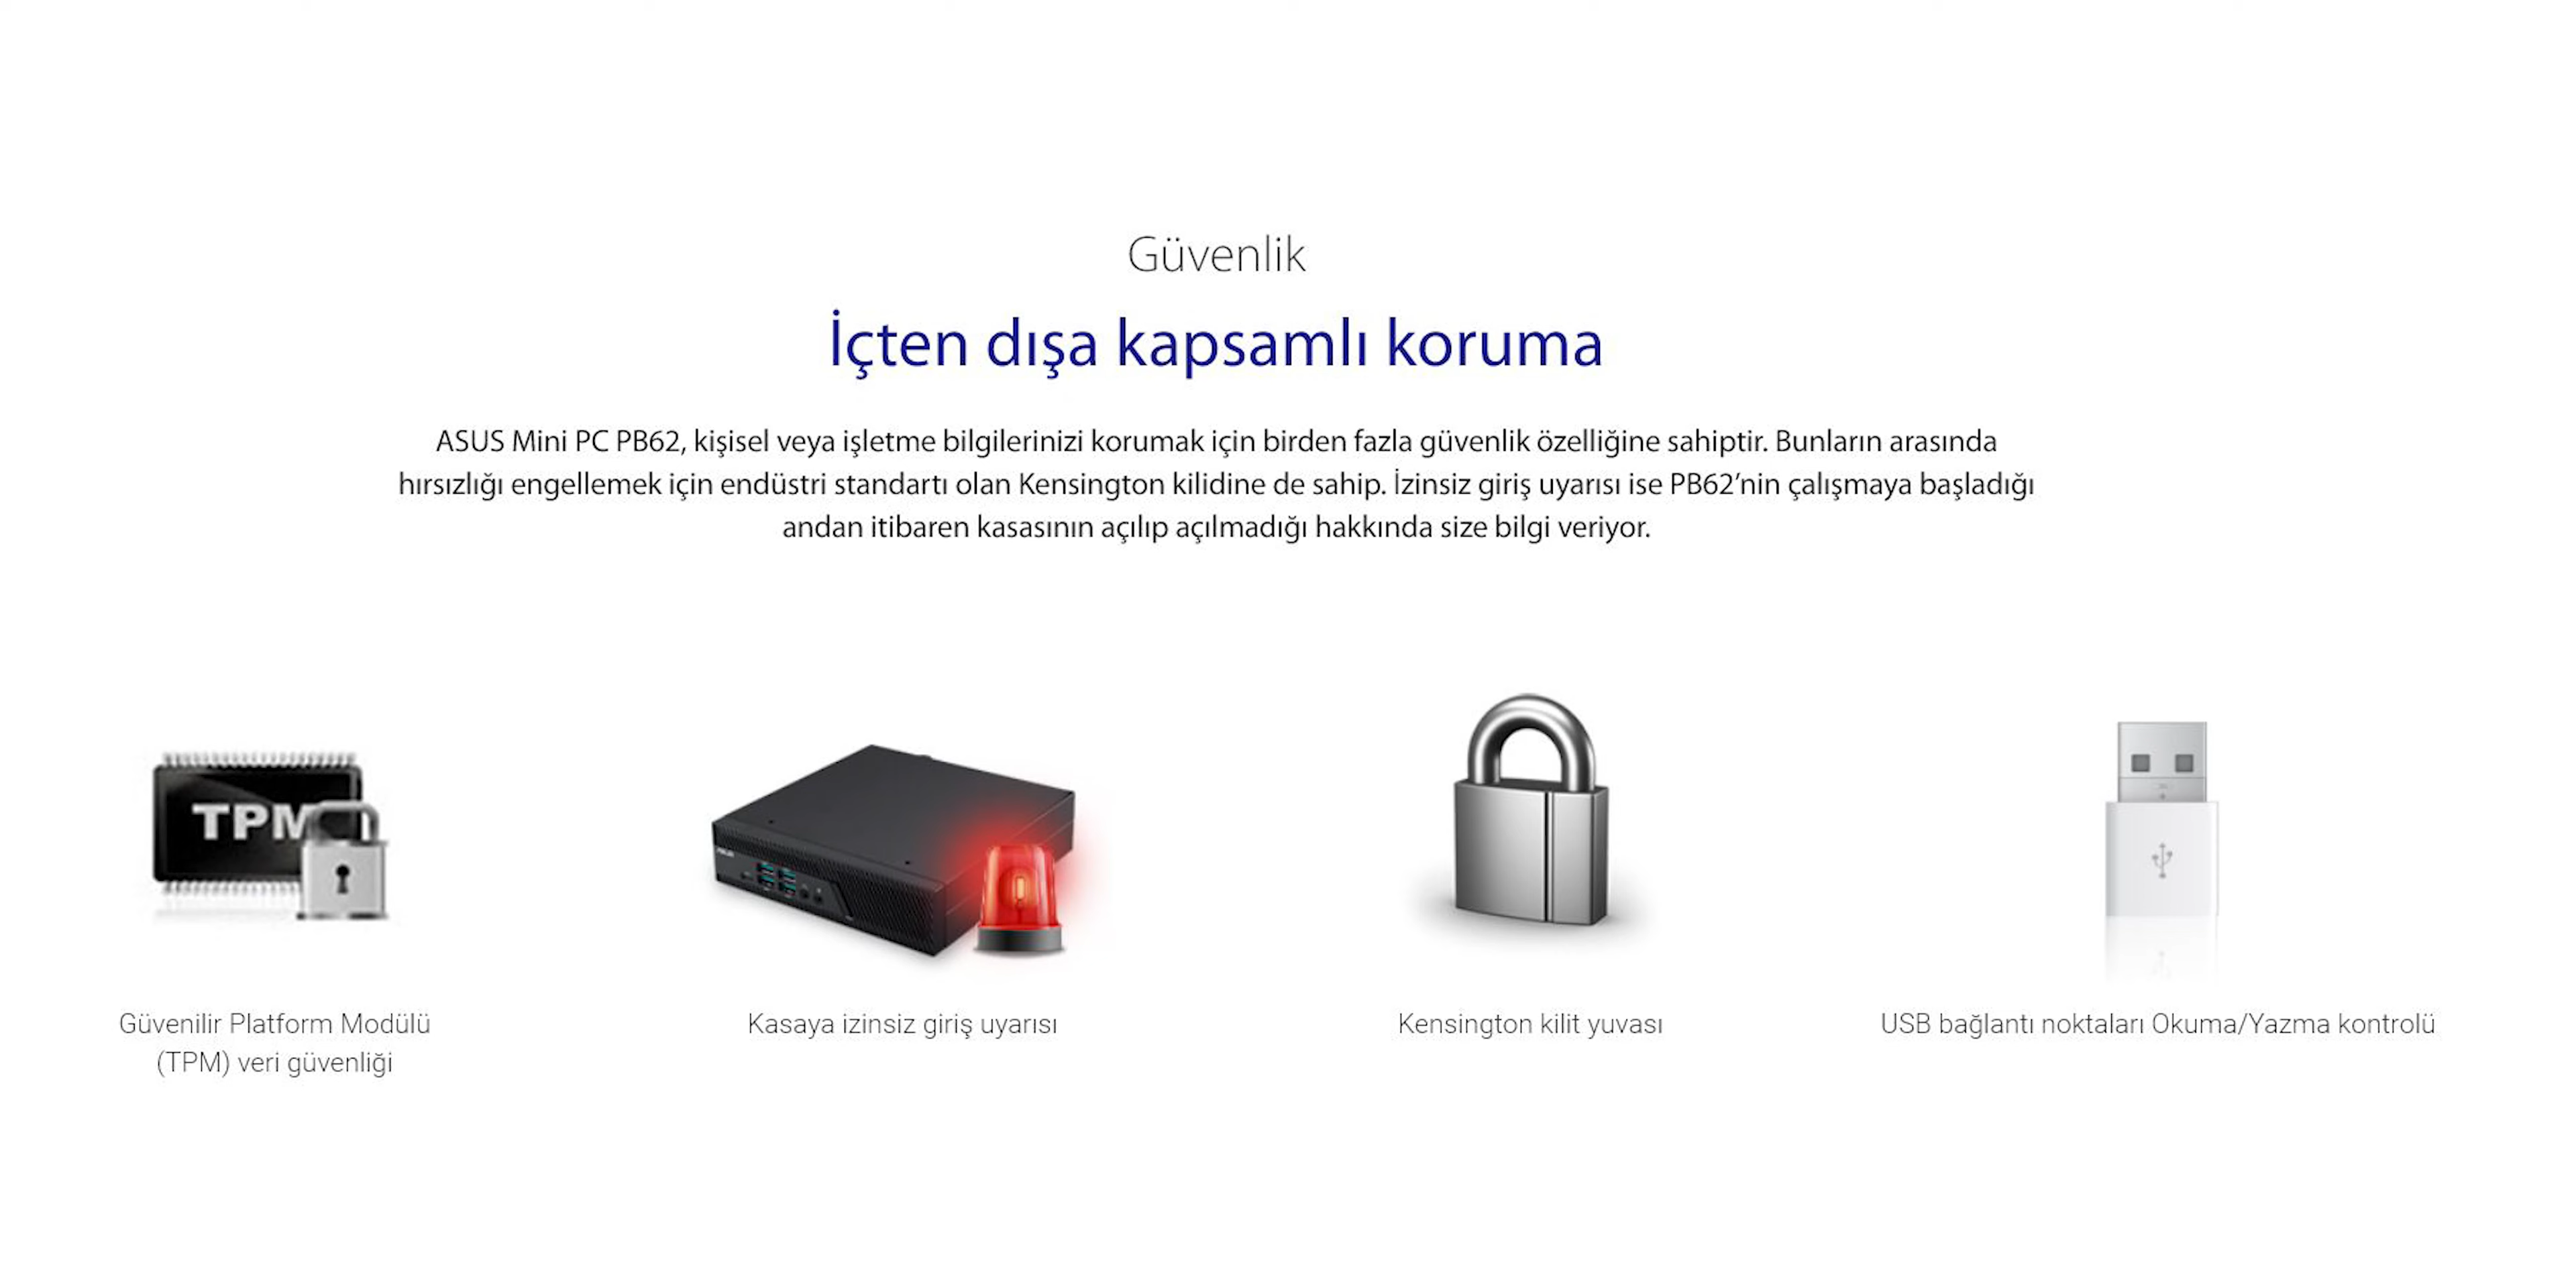 Güvenlik
İçten dışa kapsamlı koruma
ASUS Mini PC PB62, kişisel veya işletme bilgilerinizi korumak için birden fazla güvenlik özelliğine sahiptir. Bunların arasında
hırsızlığı engellemek için endüstri standartı olan Kensington kilidine de sahip. İzinsiz giriş uyarısı ise PB62’nin çalışmaya başladığı
andan itibaren kasasının açılıp açılmadığı hakkında size bilgi veriyor.
TPM
Güvenilir Platform Modülü
(TPM) veri güvenliği
Kasaya izinsiz giriş uyarısı
Kensington kilit yuvası
USB bağlantı noktaları Okuma/Yazma kontrolü